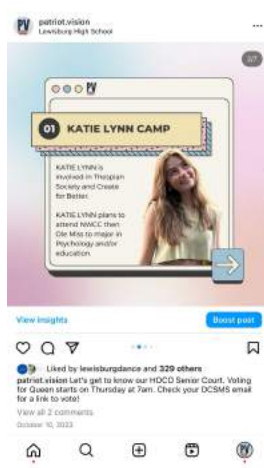 patriot.vision
Lewisburg High School
2/7
PV
01 KATIE LYNN CAMP
KATIE LYNN is
involved in Thespian
Society and Create
for Better.
KATIE LYNN plans to
attend NWCC then
Ole Miss to major in
Psychology and/or
education.
View Insights
Boost post
Liked by lewisburgdance and 329 others
patriot.vision Let's get to know our HOCO Senior Court. Voting
for Queen starts on Thursday at 7am. Check your DCSMS email
for a link to vote!
View all 2 comments
October 10, 2023